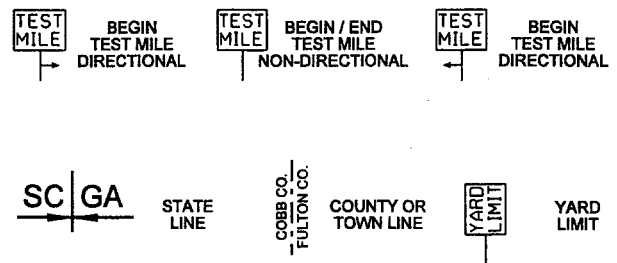 TEST
MILE
BEGIN
TEST MILE
DIRECTIONAL
TEST
MILE
BEGIN / END
TEST MILE
NON-DIRECTIONAL
TEST
MILE
BEGIN
TEST MILE
DIRECTIONAL
SC GA
STATE
LINE
COBB CO.
FULTON CO.
COUNTY OR
TOWN LINE
YARD
LIMIT
YARD
LIMIT